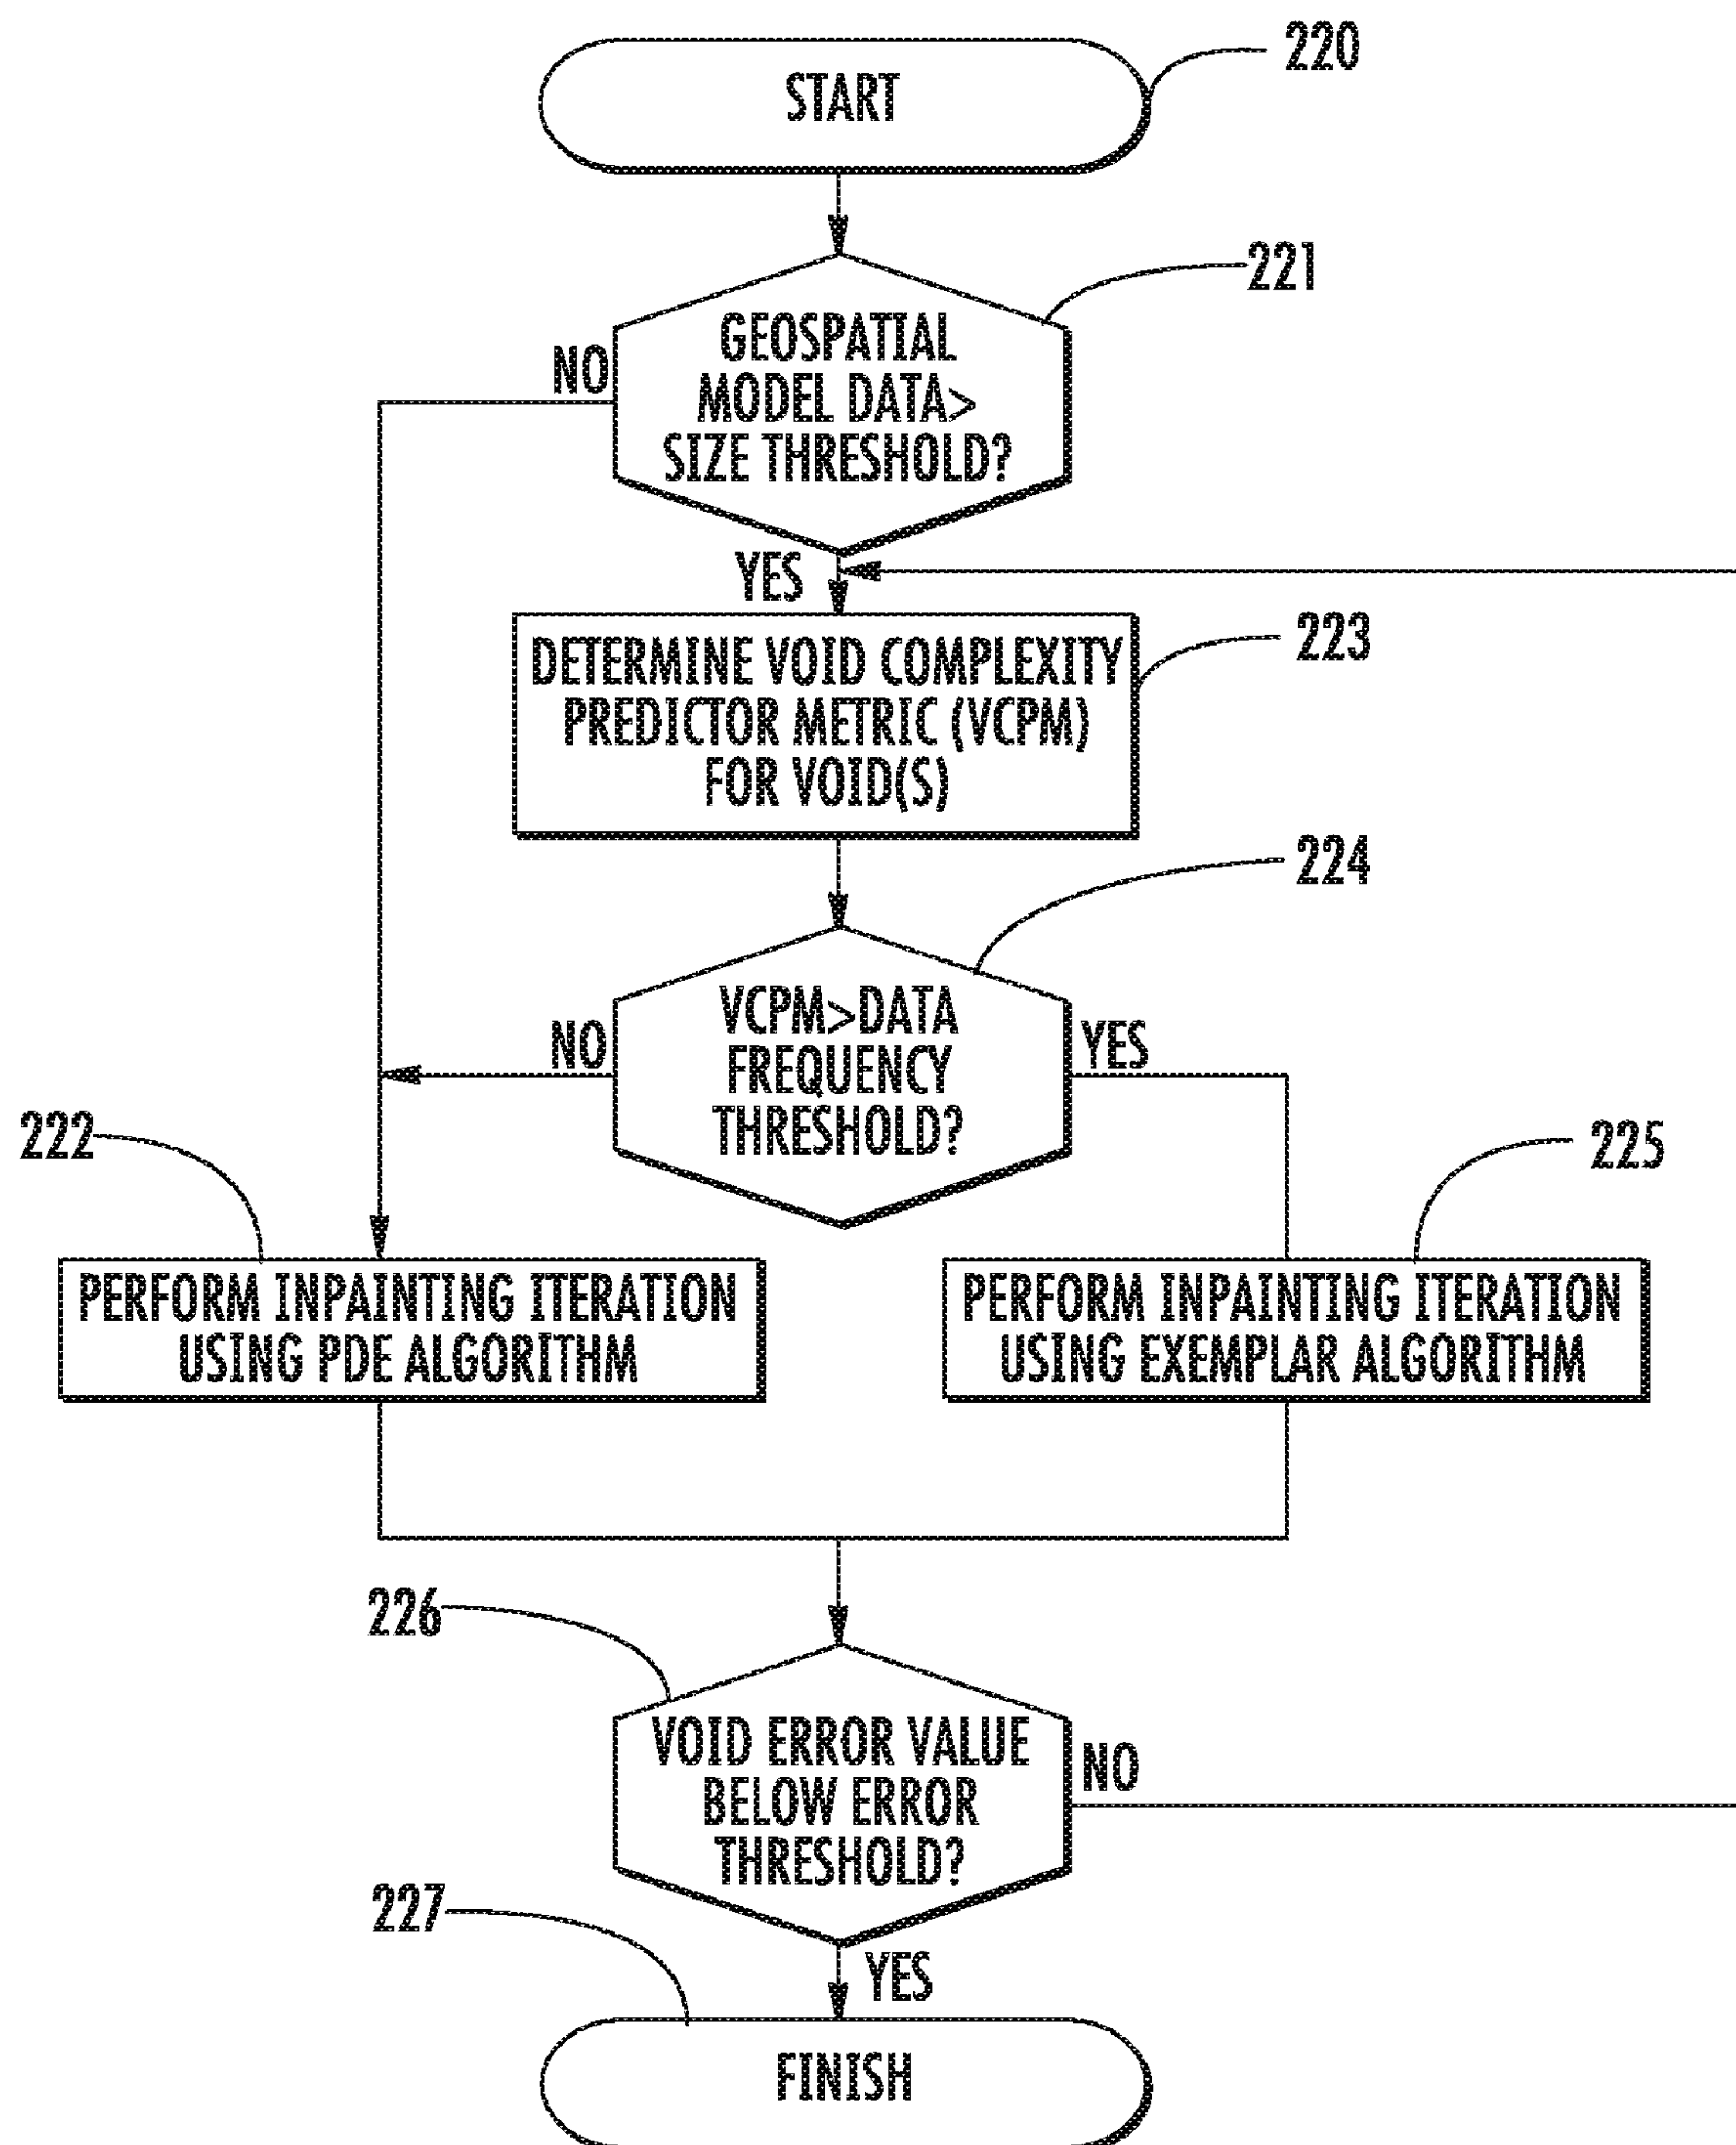 START
220
221
GEOSPATIAL
MODEL DATA>
SIZE THRESHOLD?
NO
YES
DETERMINE VOID COMPLEXITY
PREDICTOR METRIC (VCPM)
FOR VOID(S)
223
224
VCPM>DATA
FREQUENCY
THRESHOLD?
NO
YES
222
225
PERFORM INPAINTING ITERATION
USING PDE ALGORITHM
PERFORM INPAINTING ITERATION
USING EXEMPLAR ALGORITHM
226
VOID ERROR VALUE
BELOW ERROR
THRESHOLD?
NO
227
YES
FINISH